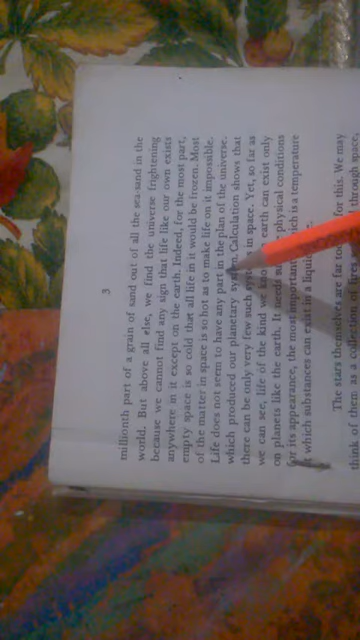 3
millionth part of a grain of sand out of all the sea-sand in the
world. But above all else, we find the universe frightening
because we cannot find any sign that life like our own exists
anywhere in it except on the earth. Indeed, for the most part,
empty space is so cold that all life in it would be frozen. Most
of the matter in space is so hot as to make life on it impossible.
Life does not seem to have any part in the plan of the universe.
which produced our planetary system. Calculation shows that
there can be only very few such systems in space. Yet, so far as
we can see, life of the kind we know on earth can exist only
on planets like the earth. It needs physical conditions
for its appearance, the most important which is a temperature
which substances can exist in a liquid
The stars themselves are far too for this. We may
think of them as a collection of fires through space,